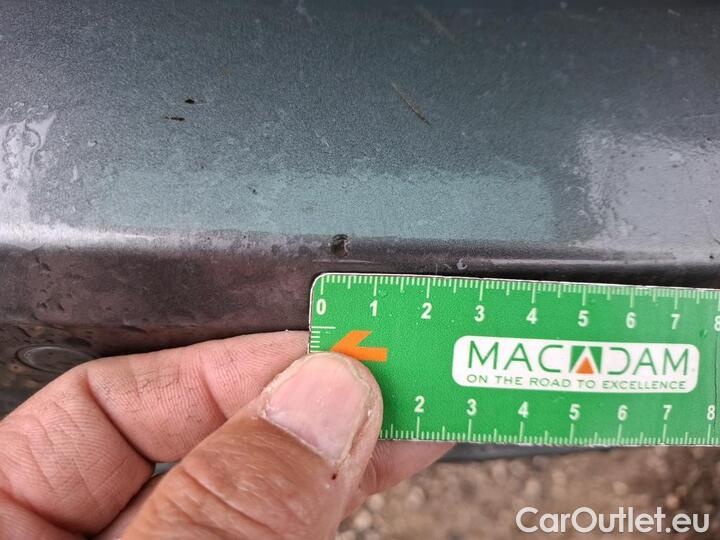 0 1 2 3 4 5 6 7 8
MACADAM
ON THE ROAD TO EXCELLENCE
2 3 4 5 6 7 8
CarOutlet.eu